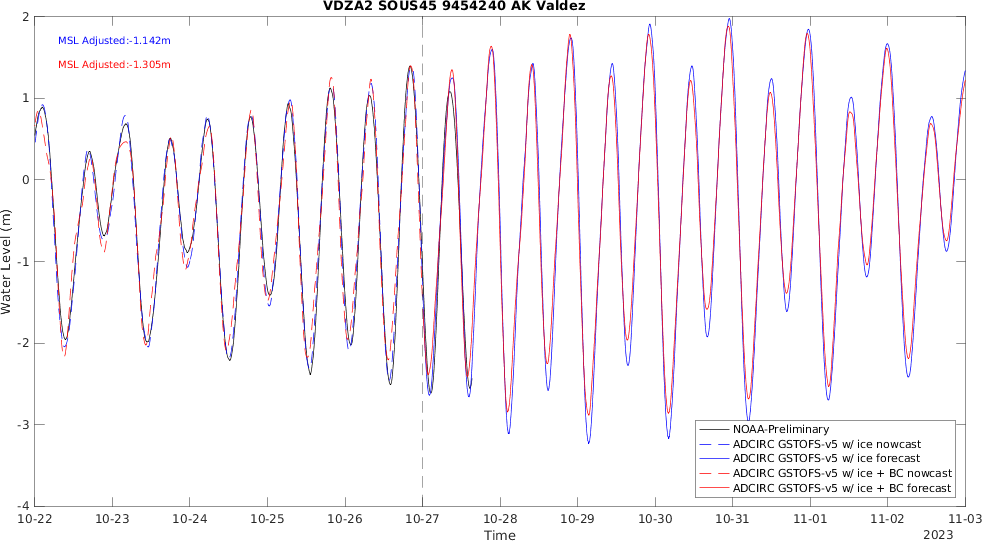 VDZA2 SOUS45 9454240 AK Valdez
MSL Adjusted:-1.142m
MSL Adjusted:-1.305m
Water Level (m)
2
1
0
-1
-2
-3
-4
NOAA-Preliminary
ADCIRC GSTOFS-v5 w/ ice nowcast
ADCIRC GSTOFS-v5 w/ ice forecast
ADCIRC GSTOFS-v5 w/ ice + BC nowcast
ADCIRC GSTOFS-v5 w/ ice + BC forecast
10-22 10-23 10-24 10-25 10-26 10-27 10-28 10-29 10-30 10-31 11-01 11-02 11-03
Time
2023